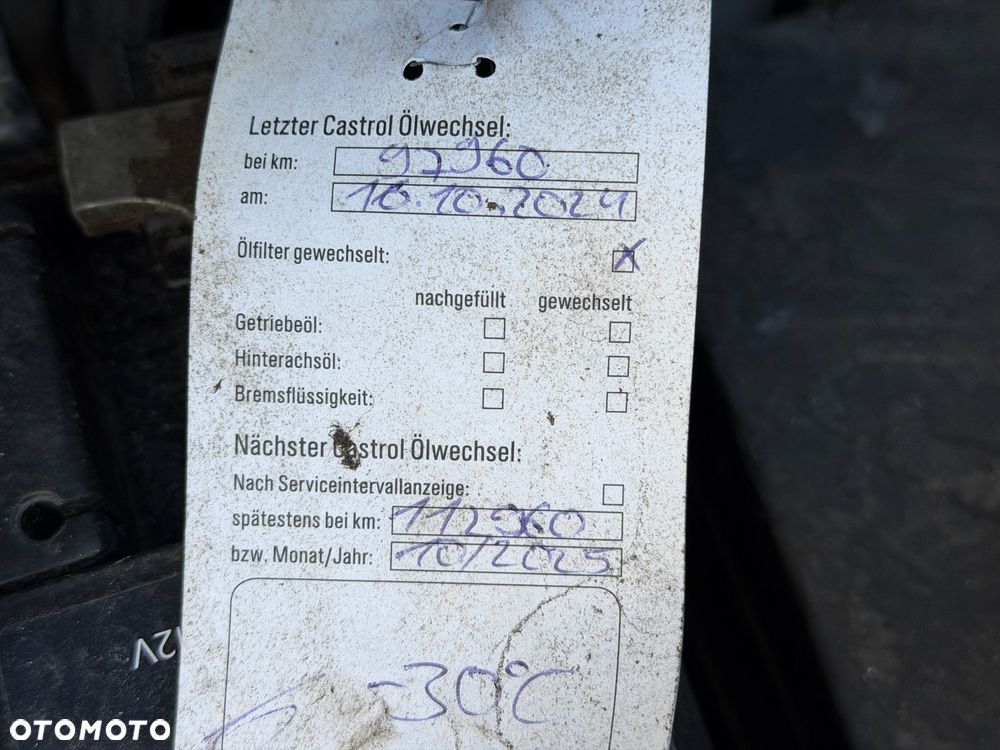 Letzter Castrol Ölwechsel:
bei km: 97960
am: 10.10.2024
Ölfilter gewechselt: X
nachgefüllt gewechselt
Getriebeöl:
Hinterachsöl:
Bremsflüssigkeit:
Nächster Castrol Ölwechsel:
Nach Serviceintervallanzeige:
spätestens bei km: 112960
bzw. Monat/Jahr: 10/2025
12V
-30°C
OTOMOTO